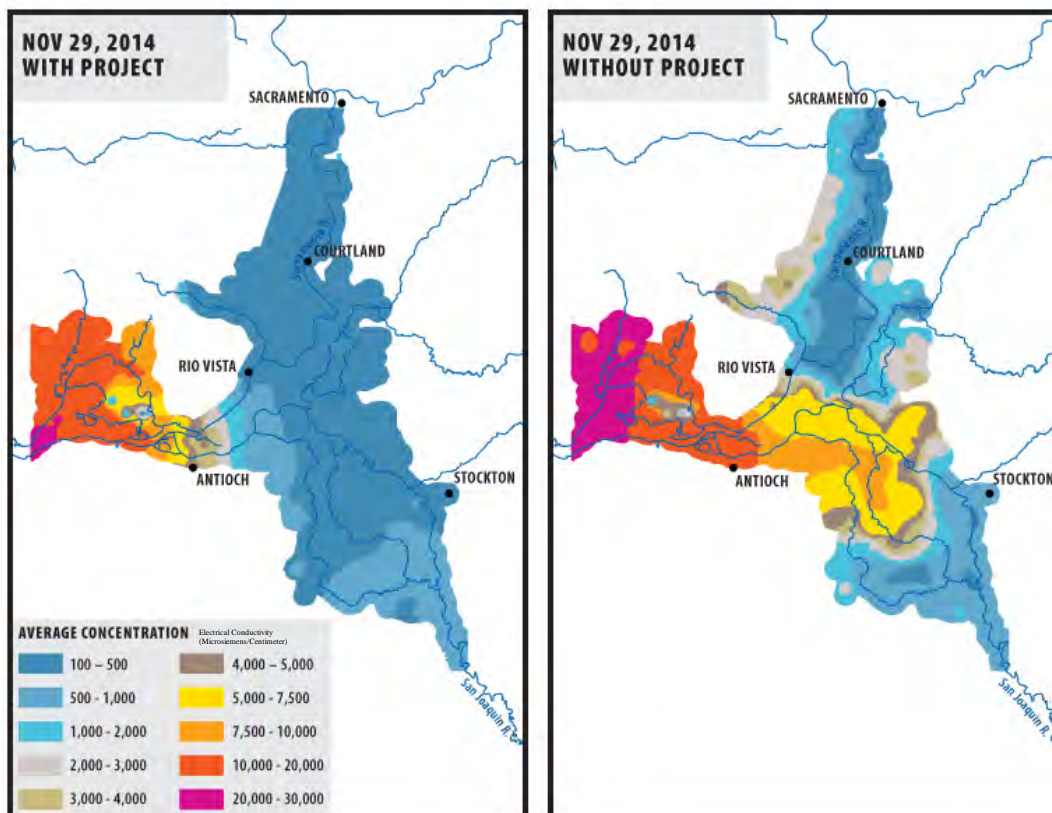 NOV 29, 2014
WITH PROJECT
SACRAMENTO
Sacramento R.
COURTLAND
RIO VISTA
ANTIOCH
STOCKTON
San Joaquin R.
AVERAGE CONCENTRATION
Electrical Conductivity
(Microsiemens/Centimeter)
100 – 500
500 - 1,000
1,000 - 2,000
2,000 - 3,000
3,000 - 4,000
4,000 – 5,000
5,000 - 7,500
7,500 - 10,000
10,000 - 20,000
20,000 - 30,000
NOV 29, 2014
WITHOUT PROJECT
SACRAMENTO
Sacramento R.
COURTLAND
RIO VISTA
ANTIOCH
STOCKTON
San Joaquin R.